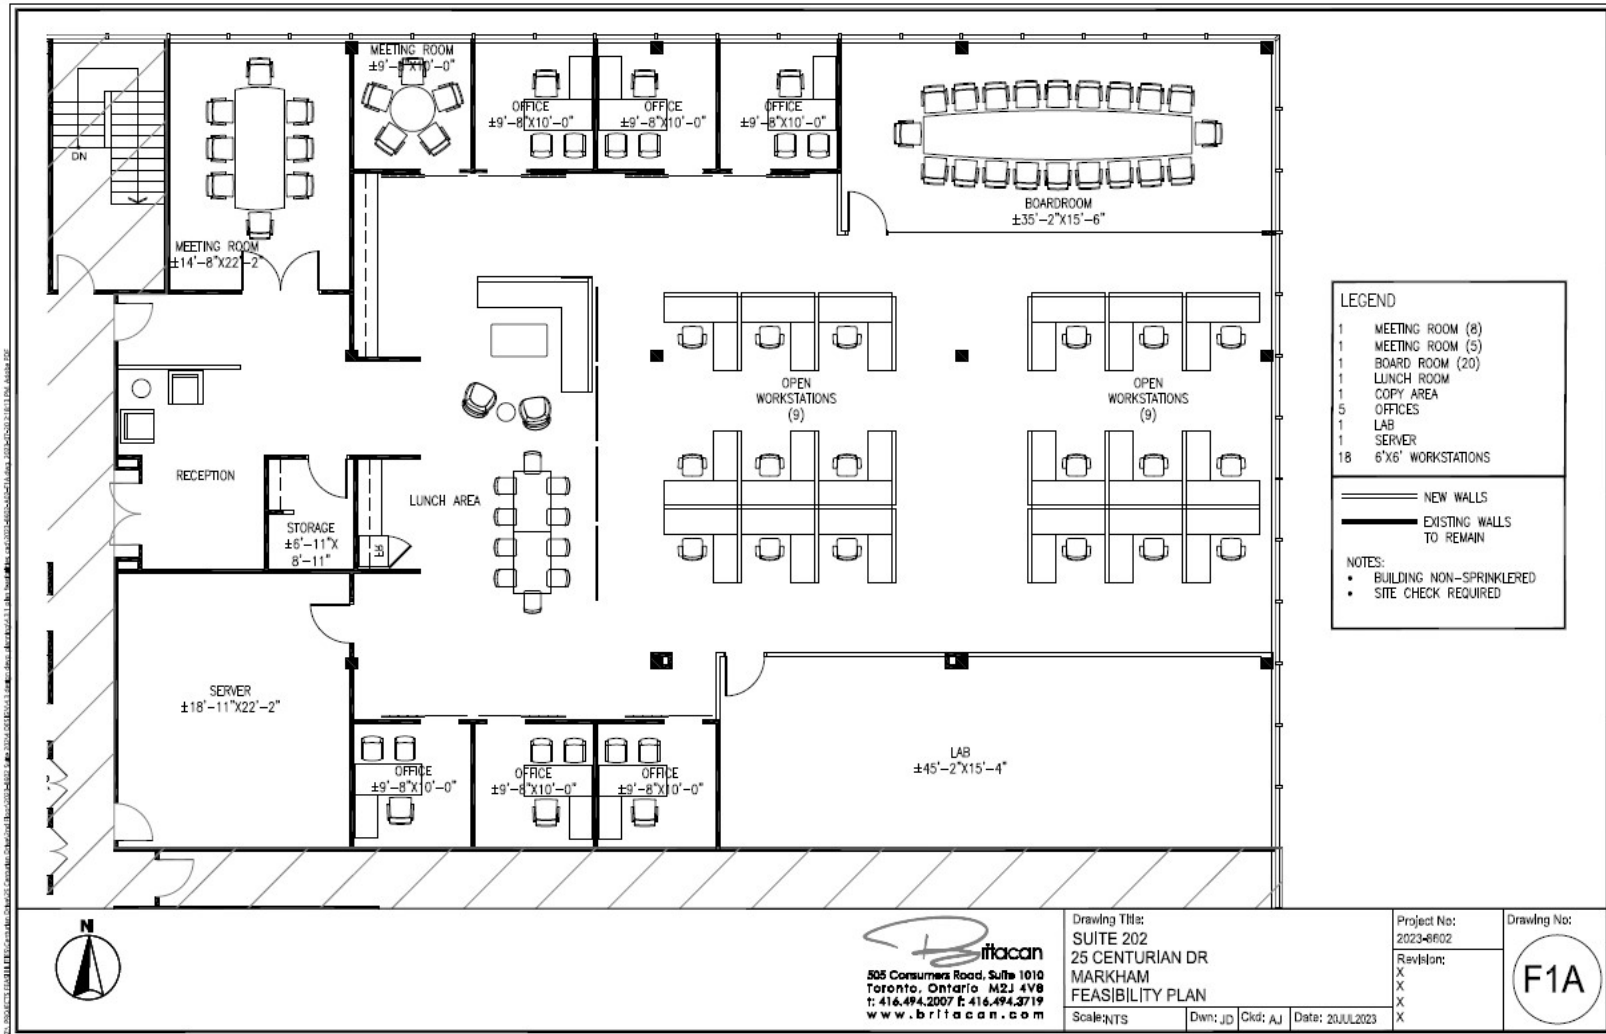 MEETING ROOM
±9'-8"X10'-0"
OFFICE
±9'-8"X10'-0"
OFFICE
±9'-8"X10'-0"
OFFICE
±9'-8"X10'-0"
DN
BOARDROOM
±35'-2"X15'-6"
MEETING ROOM
±14'-8"X22'-2"
LEGEND
1 MEETING ROOM (8)
1 MEETING ROOM (5)
1 BOARD ROOM (20)
1 LUNCH ROOM
1 COPY AREA
5 OFFICES
1 LAB
1 SERVER
18 6'X6' WORKSTATIONS
NEW WALLS
EXISTING WALLS
TO REMAIN
NOTES:
• BUILDING NON-SPRINKLERED
• SITE CHECK REQUIRED
OPEN
WORKSTATIONS
(9)
OPEN
WORKSTATIONS
(9)
RECEPTION
LUNCH AREA
STORAGE
±6'-11"X
8'-11"
SERVER
±18'-11"X22'-2"
LAB
±45'-2"X15'-4"
OFFICE
±9'-8"X10'-0"
OFFICE
±9'-8"X10'-0"
OFFICE
±9'-8"X10'-0"
N
Britacan
505 Consumers Road, Suite 1010
Toronto, Ontario M2J 4V8
t: 416.494.2007 f: 416.494.3719
www.britacan.com
Drawing Title:
SUITE 202
25 CENTURIAN DR
MARKHAM
FEASIBILITY PLAN
Scale:NTS
Dwn: JD
Ckd: AJ
Date: 20JUL2023
Project No:
2023-8602
Revision:
X
X
X
X
Drawing No:
F1A